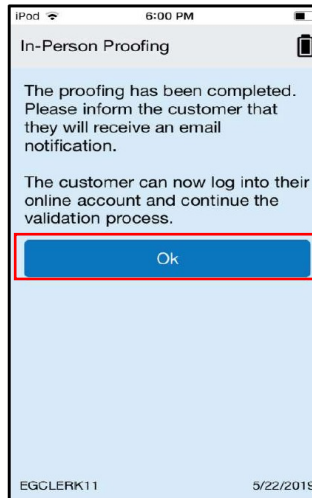 iPod 6:00 PM
In-Person Proofing
The proofing has been completed.
Please inform the customer that
they will receive an email
notification.
The customer can now log into their
online account and continue the
validation process.
Ok
EGCLERK11 5/22/2019